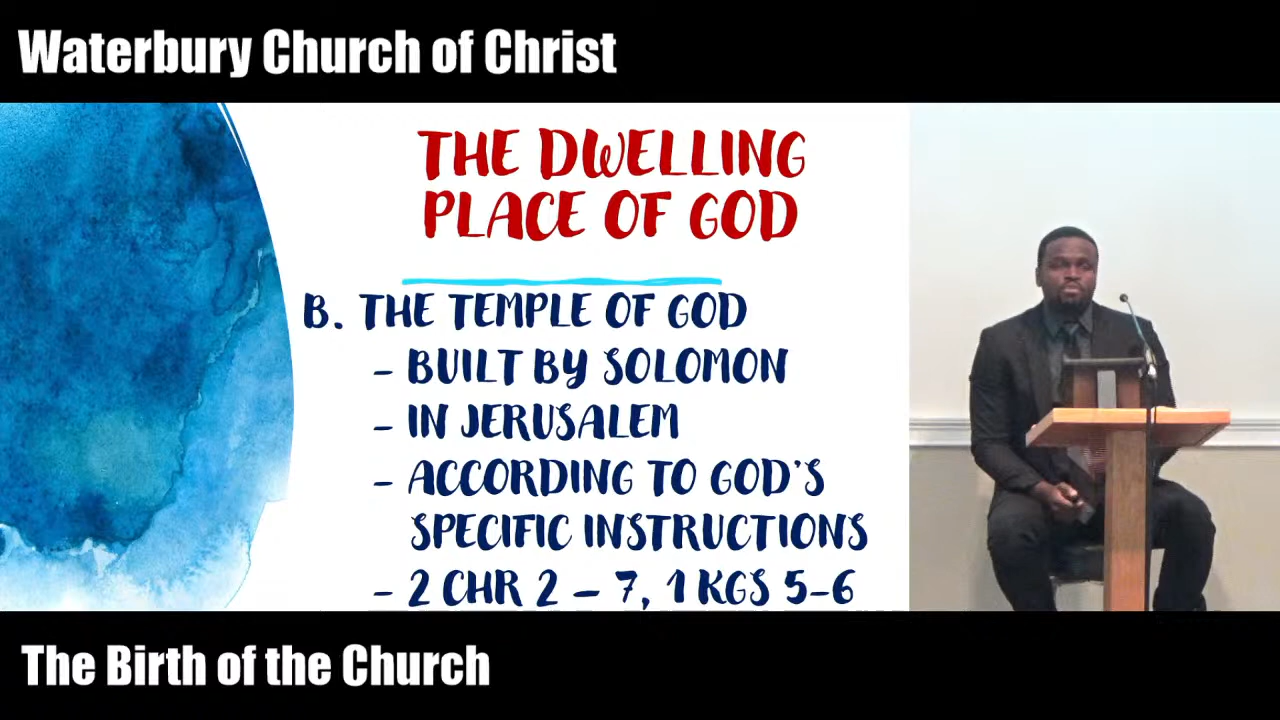 Waterbury Church of Christ
THE DWELLING
PLACE OF GOD
B. THE TEMPLE OF GOD
- BUILT BY SOLOMON
- IN JERUSALEM
- ACCORDING TO GOD'S
SPECIFIC INSTRUCTIONS
- 2 CHR 2 – 7, 1 KGS 5-6
The Birth of the Church